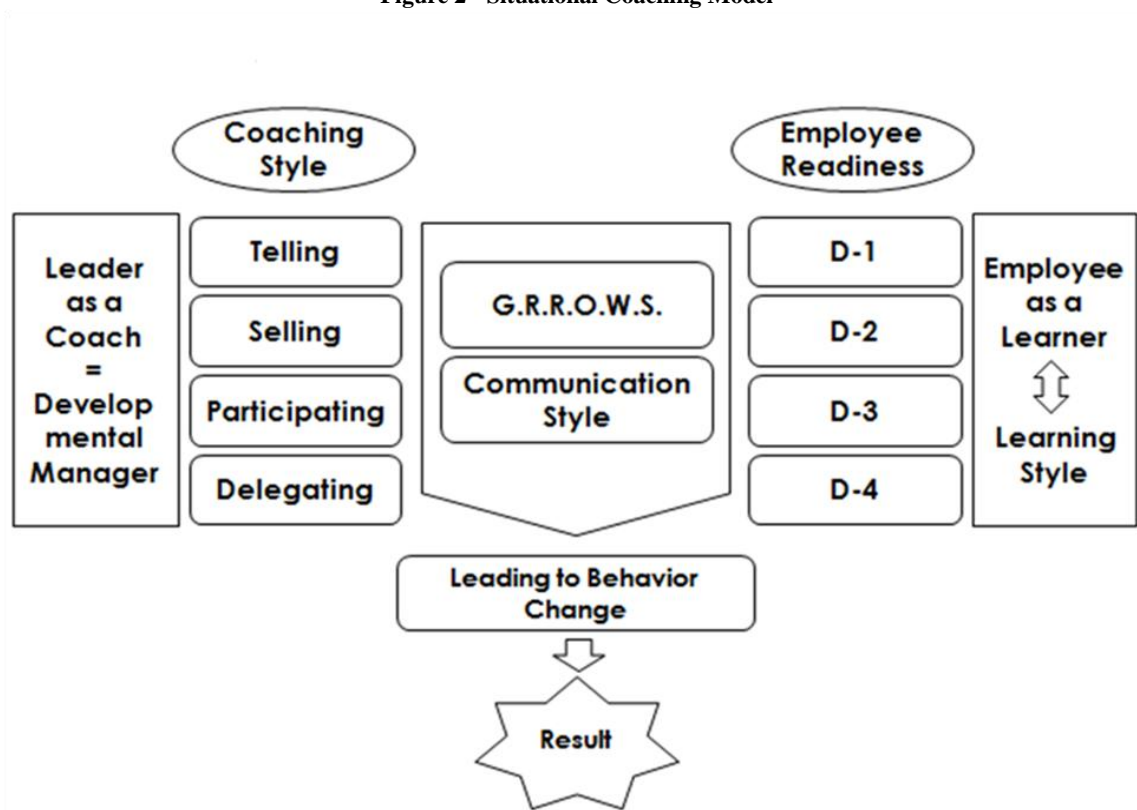 Figure 2 - Situational Coaching Model
Coaching
Style
Employee
Readiness
Leader
as a
Coach
=
Develop
mental
Manager
Telling
Selling
Participating
Delegating
G.R.R.O.W.S.
Communication
Style
D-1
D-2
D-3
D-4
Employee
as a
Learner
Learning
Style
Leading to Behavior
Change
Result